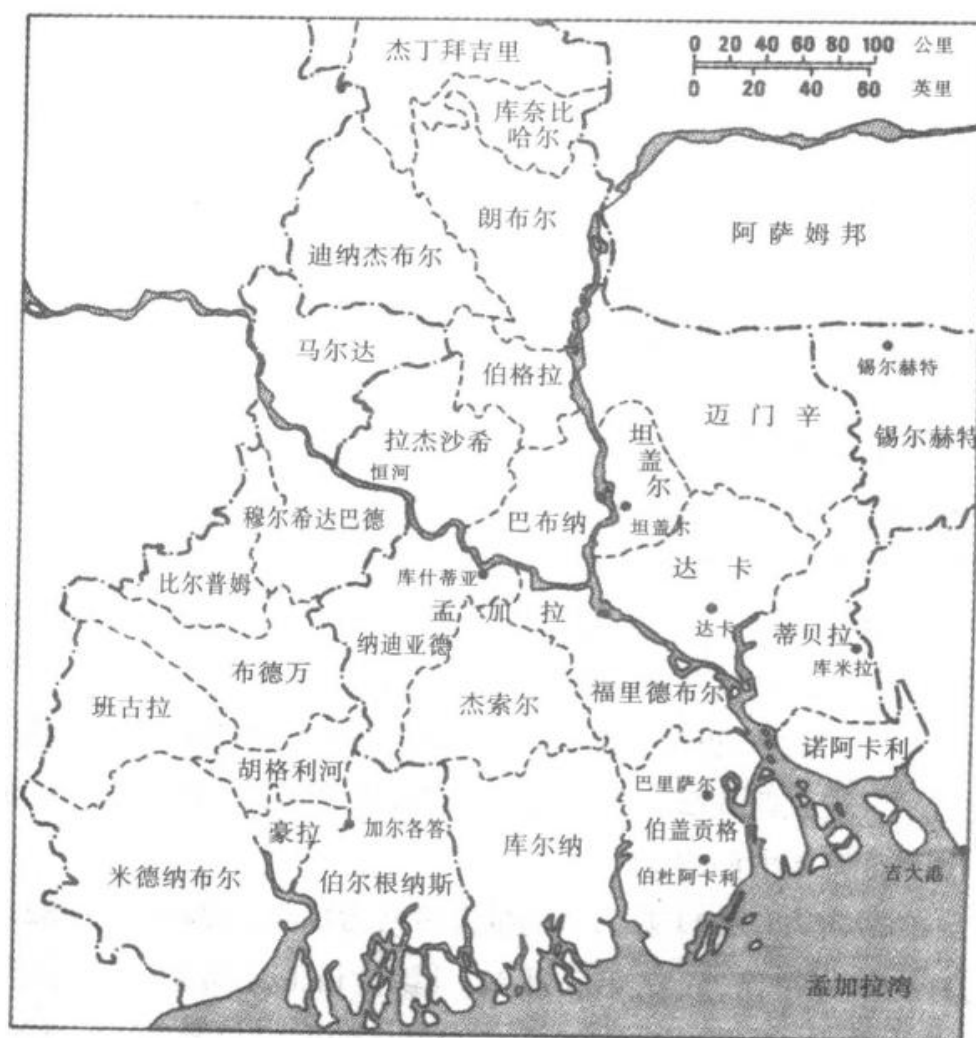 杰丁拜吉里
0 20 40 60 80 100 公里
0 20 40 60 英里
库奈比
哈尔
朗布尔
阿萨姆邦
迪纳杰布尔
马尔达
伯格拉
锡尔赫特
迈门辛
锡尔赫特
坦盖尔
拉杰沙希
恒河
穆尔希达巴德
巴布纳
坦盖尔
达卡
比尔普姆
库什蒂亚
孟加拉
纳迪亚德
达卡
蒂贝拉
库米拉
布德万
班古拉
杰索尔
福里德布尔
诺阿卡利
胡格利河
巴里萨尔
豪拉
加尔各答
库尔纳
伯盖贡格
米德纳布尔
伯尔根纳斯
伯杜阿卡利
吉大港
孟加拉湾